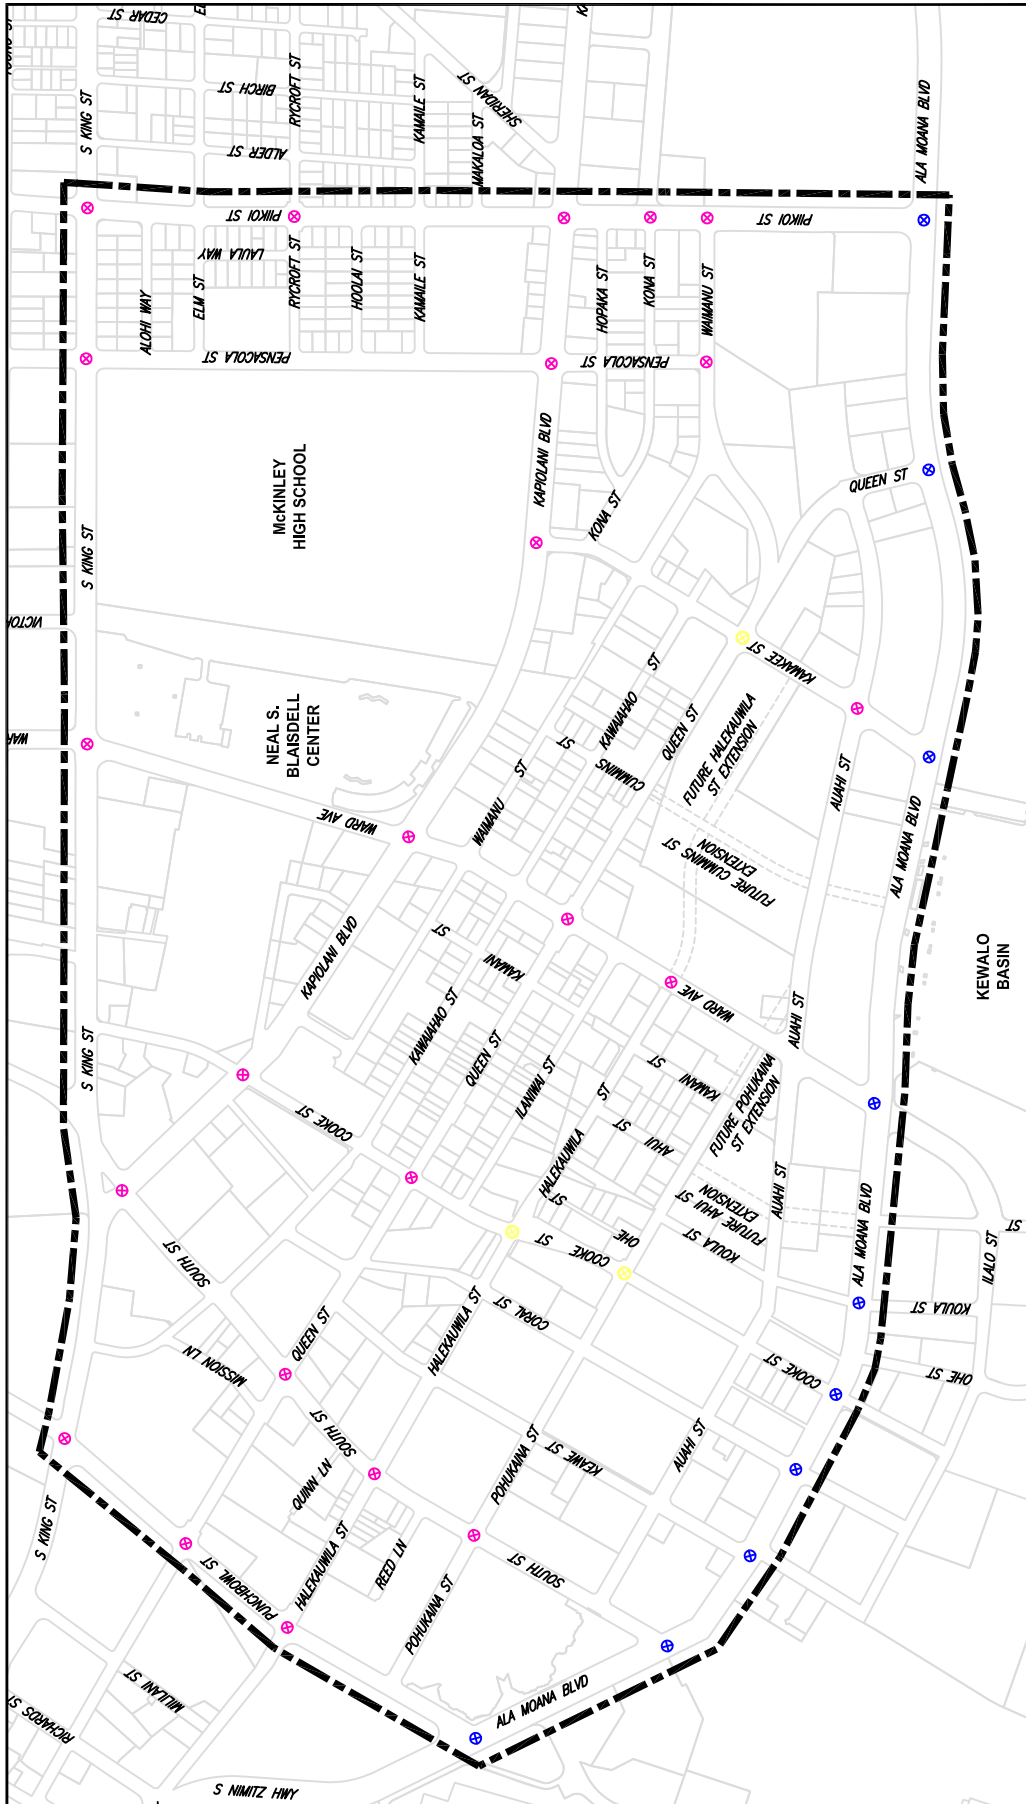 CEDAR ST
S KING ST
BIRCH ST
RYCROFT ST
KAMAILE ST
SHERIDAN ST
MAKALOA ST
ALA MOANA BLVD
ALDER ST
PIIKOI ST
PIIKOI ST
LAULA WAY
ALOHI WAY
ELM ST
RYCROFT ST
HOOLAI ST
KAMAILE ST
HOPAKA ST
KONA ST
WAIMANU ST
PENSACOLA ST
PENSACOLA ST
McKINLEY
HIGH SCHOOL
KAPIOLANI BLVD
KONA ST
QUEEN ST
S KING ST
NEAL S.
BLAISDELL
CENTER
KAMAKEE ST
KAWAIAHAO ST
QUEEN ST
CUMMINS ST
FUTURE HALEKAUWILA
ST EXTENSION
WAIMANU ST
WARD AVE
AUAHI ST
ALA MOANA BLVD
FUTURE CUMMINS ST
EXTENSION
KEWALO
BASIN
KAPIOLANI BLVD
KAMANI ST
KAWAIAHAO ST
QUEEN ST
ILANIWAI ST
WARD AVE
AUAHI ST
S KING ST
COOKE ST
HALEKAUWILA ST
KAMANI ST
AHUI ST
FUTURE POHUKAINA
ST EXTENSION
AUAHI ST
FUTURE AHUI ST
EXTENSION
KOULA ST
OHE ST
COOKE ST
ALA MOANA BLVD
ST
ILALO ST
KOULA ST
OHE ST
SOUTH ST
HALEKAUWILA ST
CORAL ST
QUEEN ST
MISSION LN
COOKE ST
SOUTH ST
KEAWE ST
AUAHI ST
POHUKAINA ST
QUINN LN
S KING ST
HALEKAUWILA ST
REED LN
PUNCHBOWL ST
SOUTH ST
POHUKAINA ST
MILILANI ST
RICHARDS ST
ALA MOANA BLVD
S NIMITZ HWY